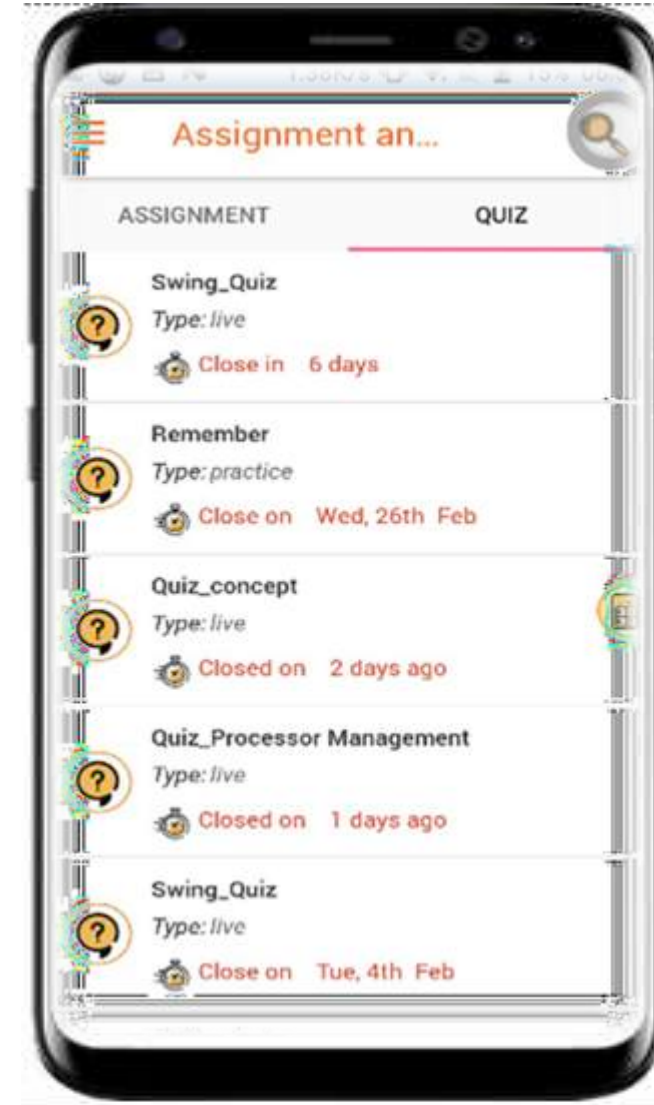 Assignment an...
ASSIGNMENT QUIZ
Swing_Quiz
Type: live
Close in 6 days
Remember
Type: practice
Close on Wed, 26th Feb
Quiz_concept
Type: live
Closed on 2 days ago
Quiz_Processor Management
Type: live
Closed on 1 days ago
Swing_Quiz
Type: live
Close on Tue, 4th Feb